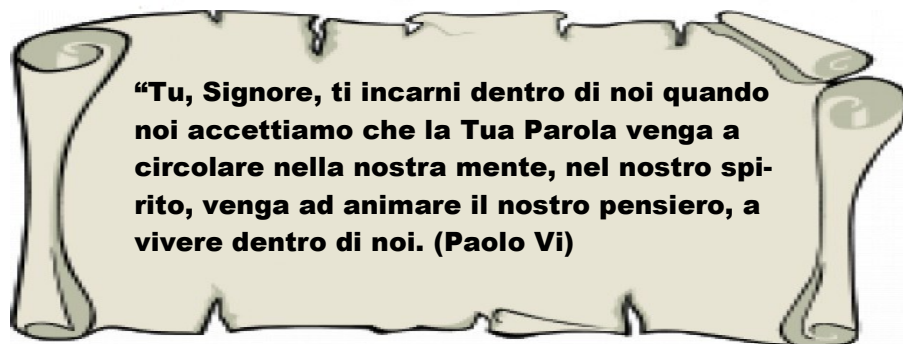 “Tu, Signore, ti incarni dentro di noi quando
noi accettiamo che la Tua Parola venga a
circolare nella nostra mente, nel nostro spi-
rito, venga ad animare il nostro pensiero, a
vivere dentro di noi. (Paolo Vi)